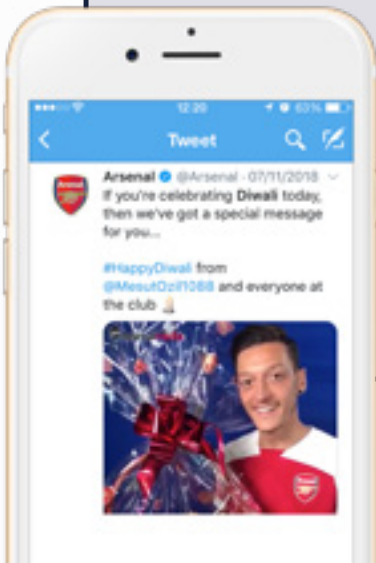 12:20
63%
Tweet
Arsenal @Arsenal · 07/11/2018
If you're celebrating Diwali today,
then we've got a special message
for you...
#HappyDiwali from
@MesutOzil1088 and everyone at
the club
Arsenal